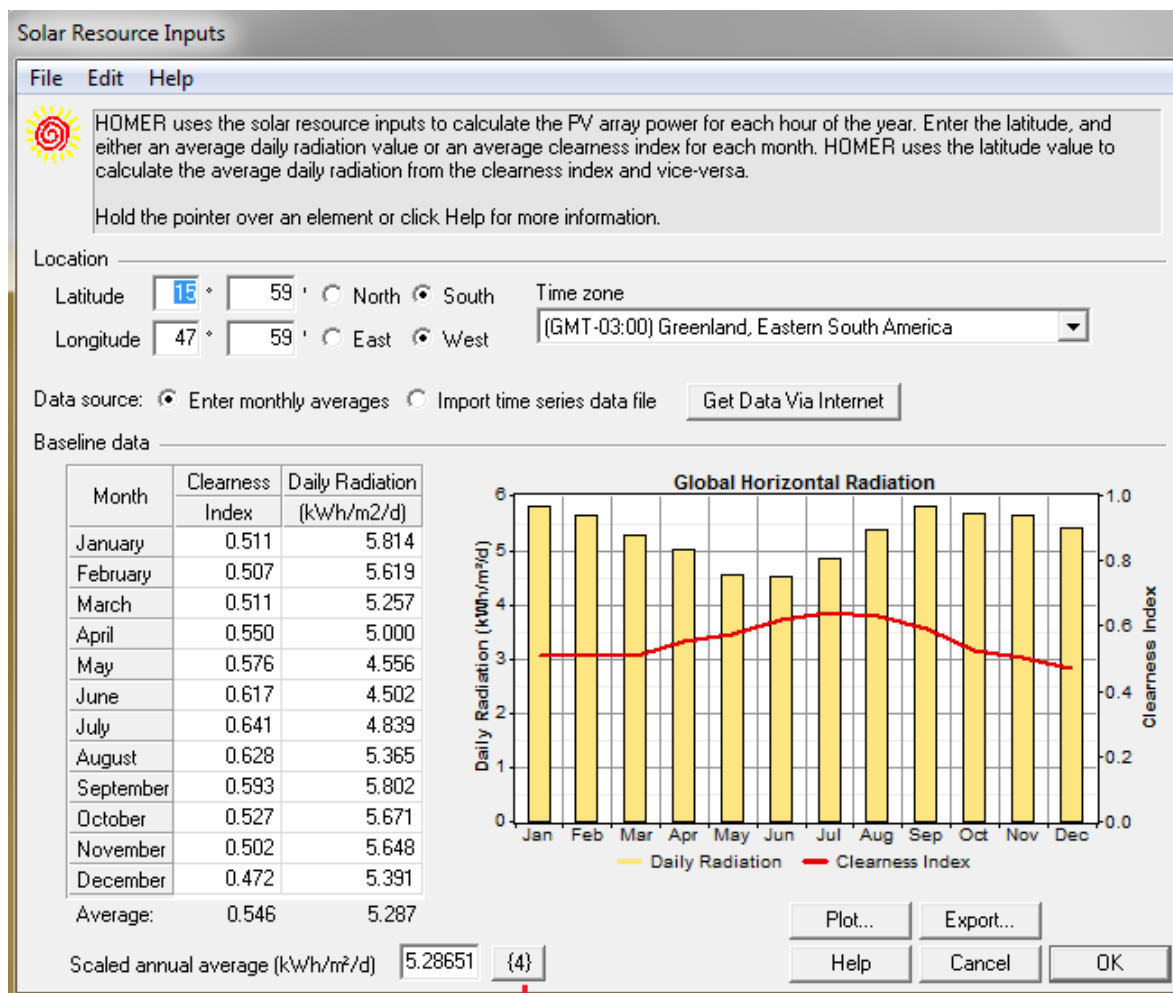 Solar Resource Inputs
File Edit Help
HOMER uses the solar resource inputs to calculate the PV array power for each hour of the year. Enter the latitude, and
either an average daily radiation value or an average clearness index for each month. HOMER uses the latitude value to
calculate the average daily radiation from the clearness index and vice-versa.
Hold the pointer over an element or click Help for more information.
Location
Latitude 15 ° 59 ' North South Time zone
Longitude 47 ° 59 ' East West (GMT-03:00) Greenland, Eastern South America
Data source: Enter monthly averages Import time series data file Get Data Via Internet
Baseline data
Month Clearness Index Daily Radiation (kWh/m2/d)
January 0.511 5.814
February 0.507 5.619
March 0.511 5.257
April 0.550 5.000
May 0.576 4.556
June 0.617 4.502
July 0.641 4.839
August 0.628 5.365
September 0.593 5.802
October 0.527 5.671
November 0.502 5.648
December 0.472 5.391
Average: 0.546 5.287
Scaled annual average (kWh/m²/d) 5.28651 {4}
Global Horizontal Radiation
Daily Radiation (kWh/m²/d)
6
5
4
3
2
1
0
1.0
0.8
0.6
0.4
0.2
0.0
Clearness Index
Jan Feb Mar Apr May Jun Jul Aug Sep Oct Nov Dec
Daily Radiation Clearness Index
Plot... Export...
Help Cancel OK